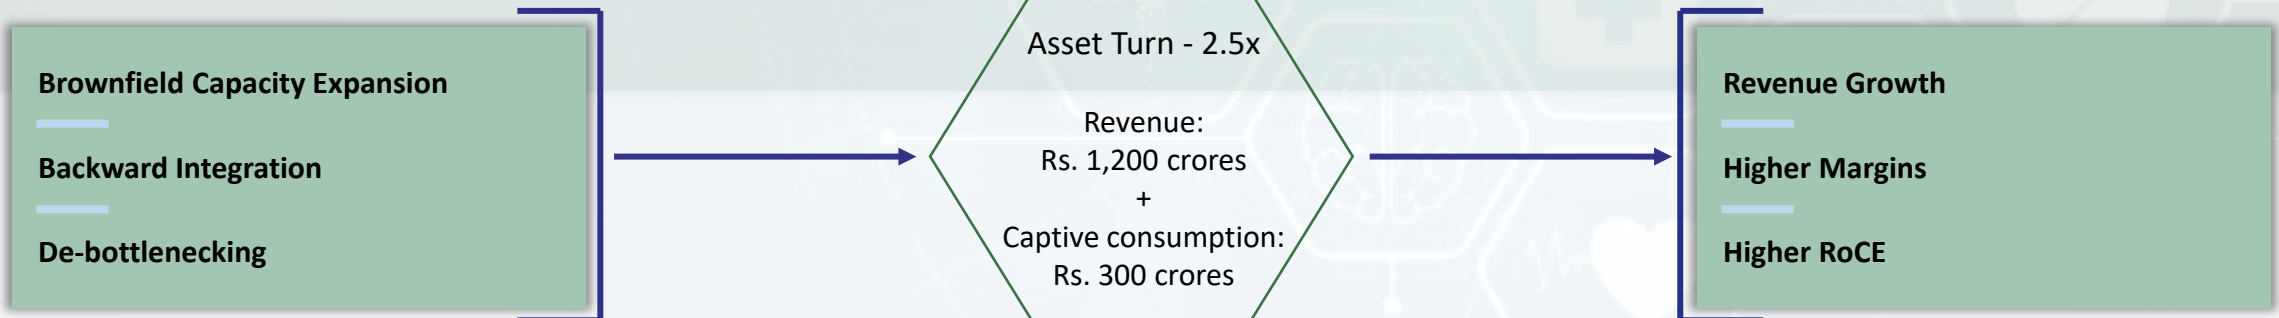 Brownfield Capacity Expansion
Backward Integration
De-bottlenecking
Asset Turn - 2.5x
Revenue:
Rs. 1,200 crores
+
Captive consumption:
Rs. 300 crores
Revenue Growth
Higher Margins
Higher RoCE